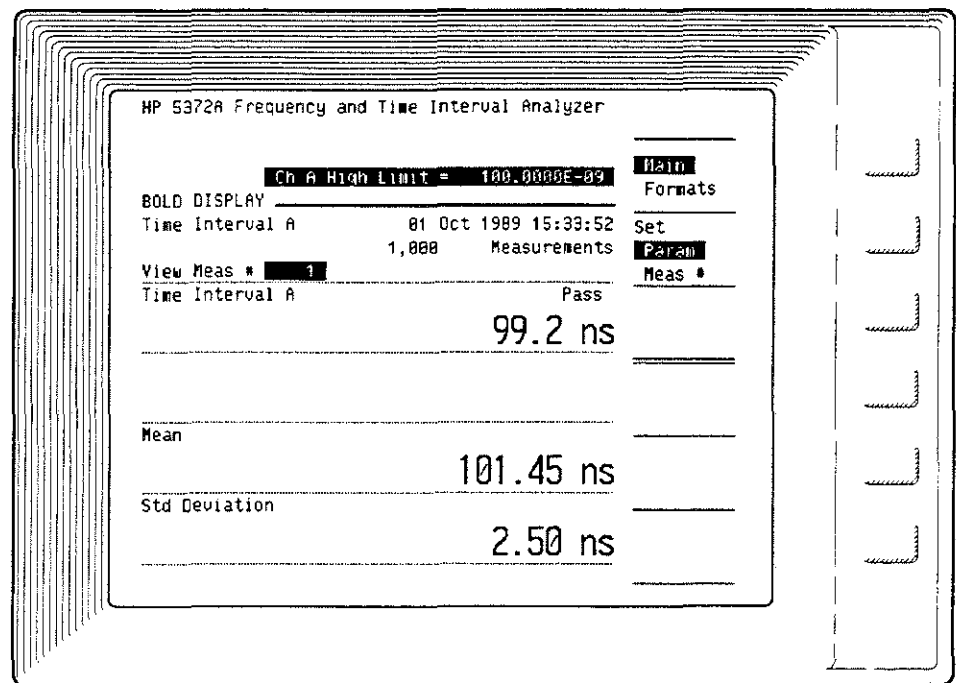 HP 5372A Frequency and Time Interval Analyzer
Ch A High Limit = 100.0000E-09
BOLD DISPLAY
Time Interval A 01 Oct 1989 15:33:52
1,000 Measurements
View Meas # 1
Time Interval A Pass
99.2 ns
Mean
101.45 ns
Std Deviation
2.50 ns
Main
Formats
Set
Param
Meas #